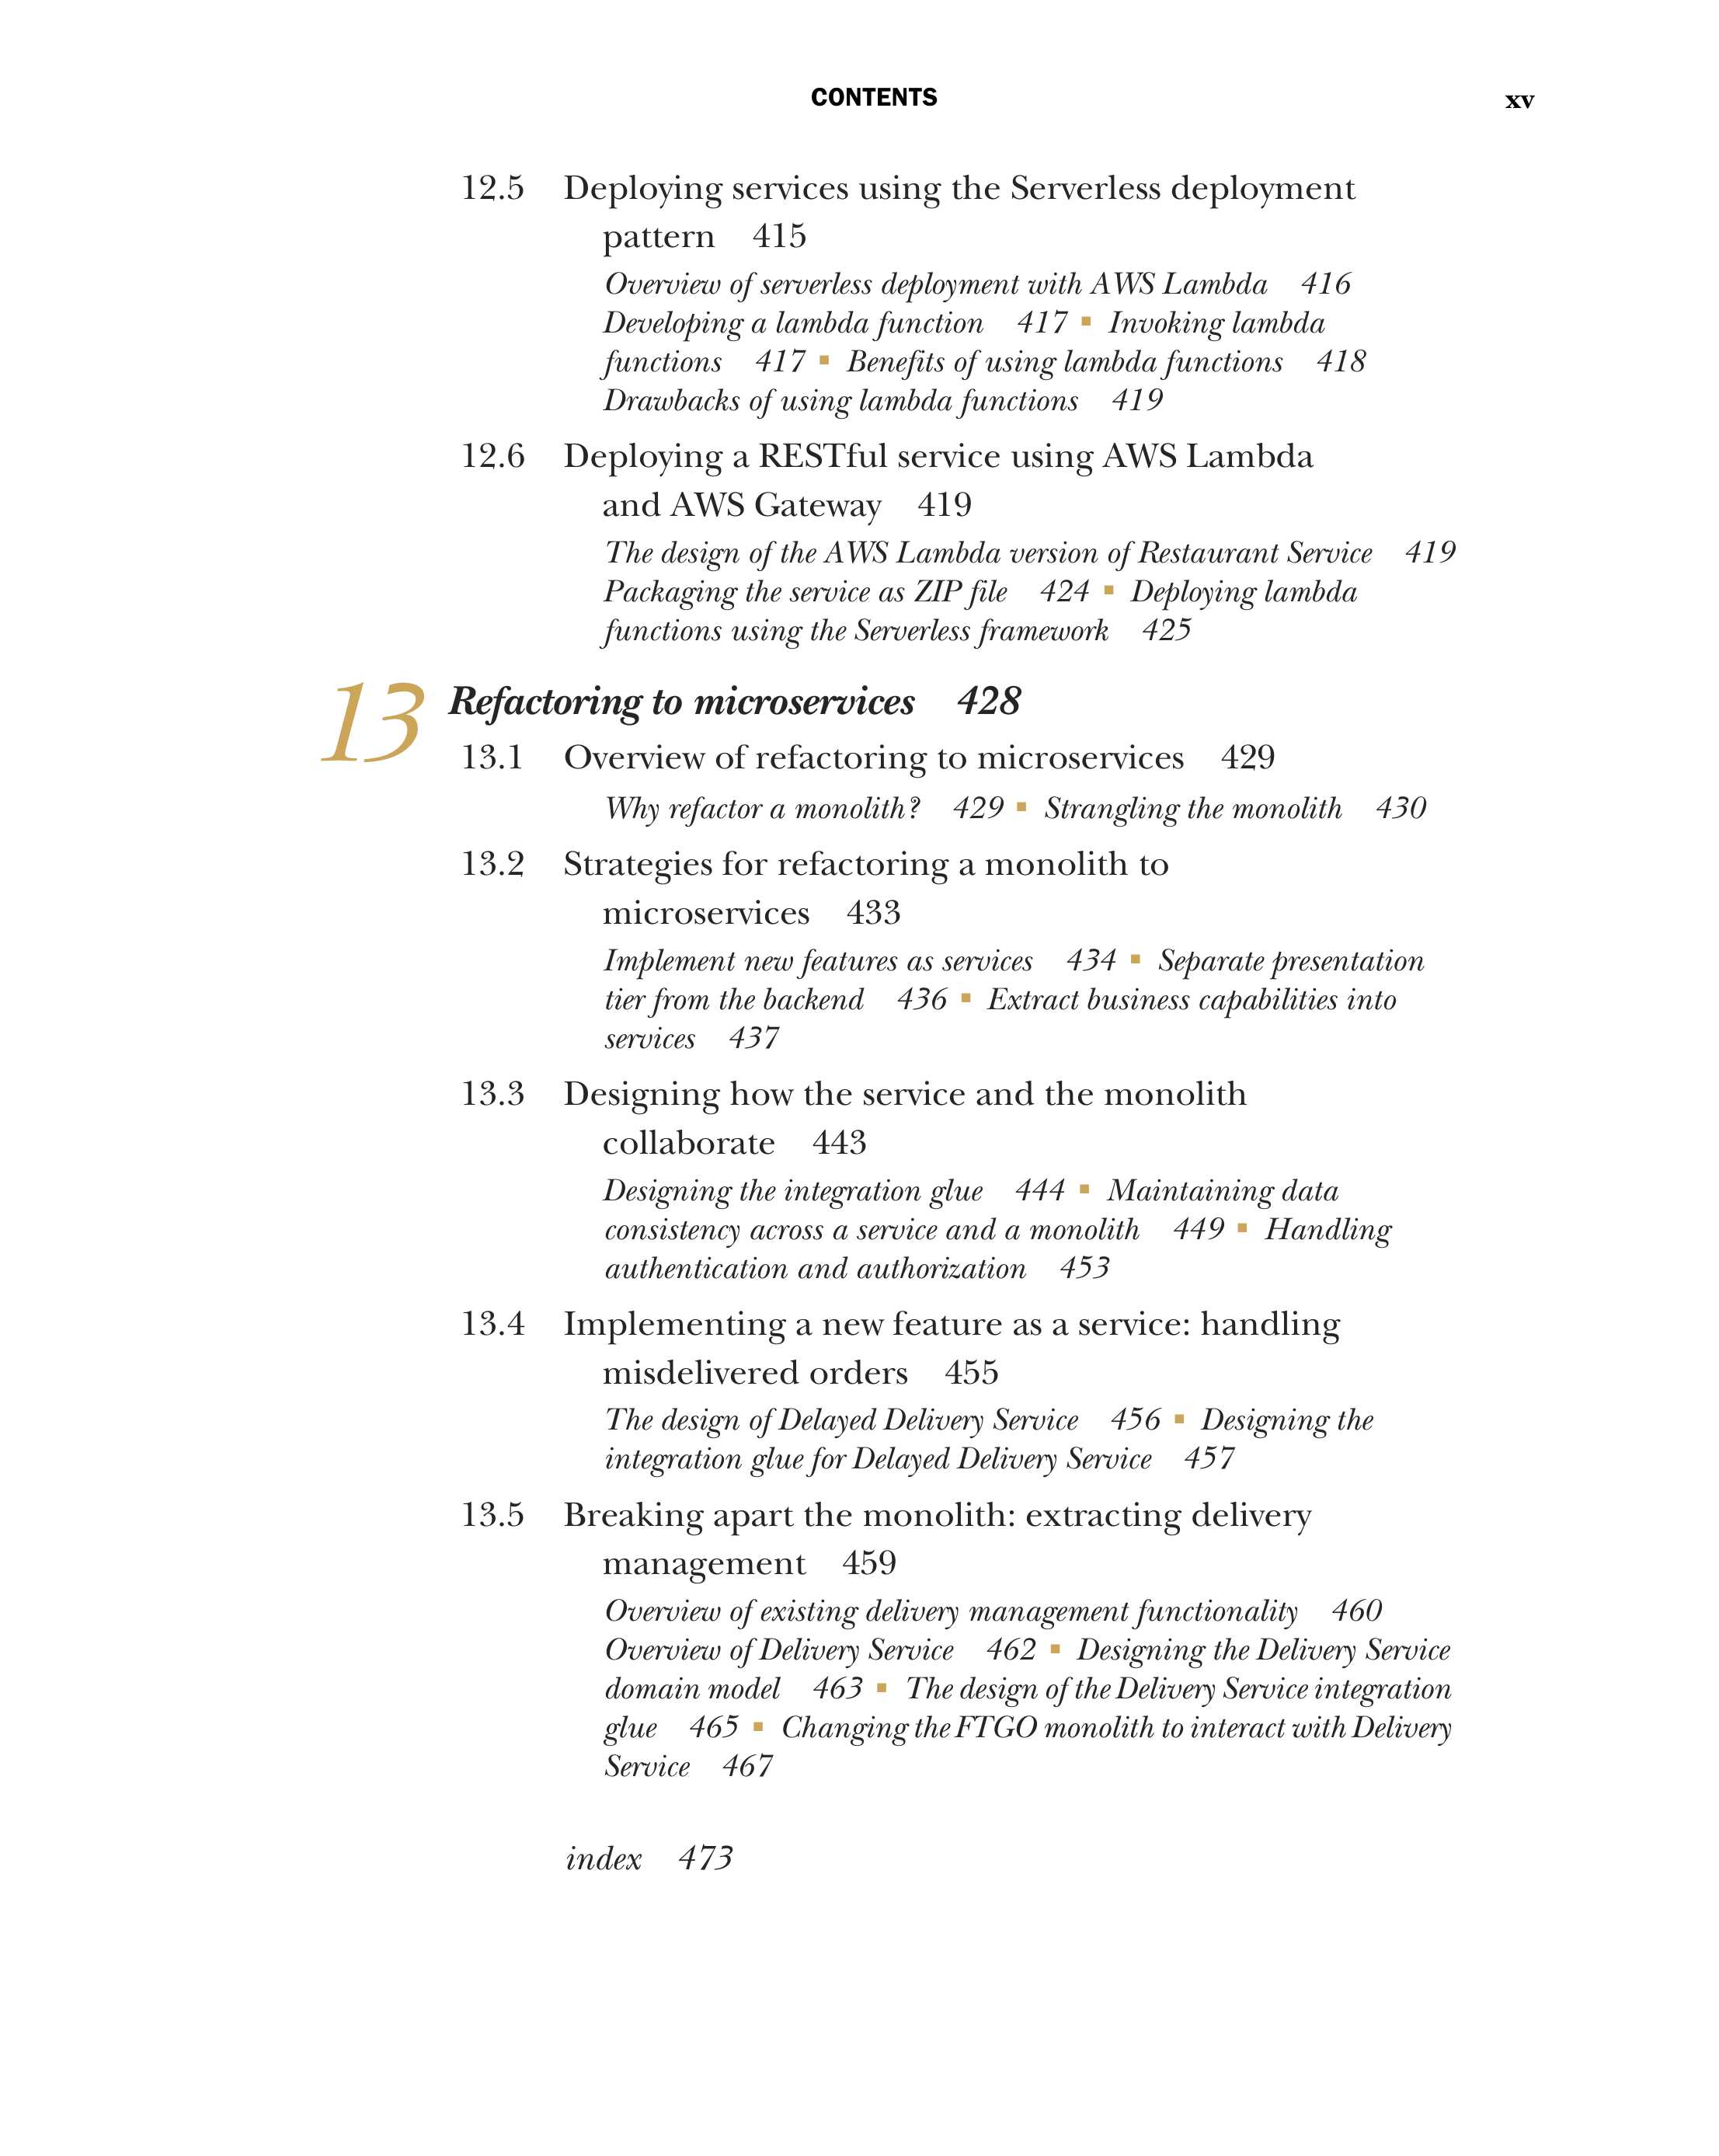 CONTENTS xv
12.5 Deploying services using the Serverless deployment
pattern 415
Overview of serverless deployment with AWS Lambda 416
Developing a lambda function 417 ■ Invoking lambda
functions 417 ■ Benefits of using lambda functions 418
Drawbacks of using lambda functions 419
12.6 Deploying a RESTful service using AWS Lambda
and AWS Gateway 419
The design of the AWS Lambda version of Restaurant Service 419
Packaging the service as ZIP file 424 ■ Deploying lambda
functions using the Serverless framework 425
13 Refactoring to microservices 428
13.1 Overview of refactoring to microservices 429
Why refactor a monolith? 429 ■ Strangling the monolith 430
13.2 Strategies for refactoring a monolith to
microservices 433
Implement new features as services 434 ■ Separate presentation
tier from the backend 436 ■ Extract business capabilities into
services 437
13.3 Designing how the service and the monolith
collaborate 443
Designing the integration glue 444 ■ Maintaining data
consistency across a service and a monolith 449 ■ Handling
authentication and authorization 453
13.4 Implementing a new feature as a service: handling
misdelivered orders 455
The design of Delayed Delivery Service 456 ■ Designing the
integration glue for Delayed Delivery Service 457
13.5 Breaking apart the monolith: extracting delivery
management 459
Overview of existing delivery management functionality 460
Overview of Delivery Service 462 ■ Designing the Delivery Service
domain model 463 ■ The design of the Delivery Service integration
glue 465 ■ Changing the FTGO monolith to interact with Delivery
Service 467
index 473